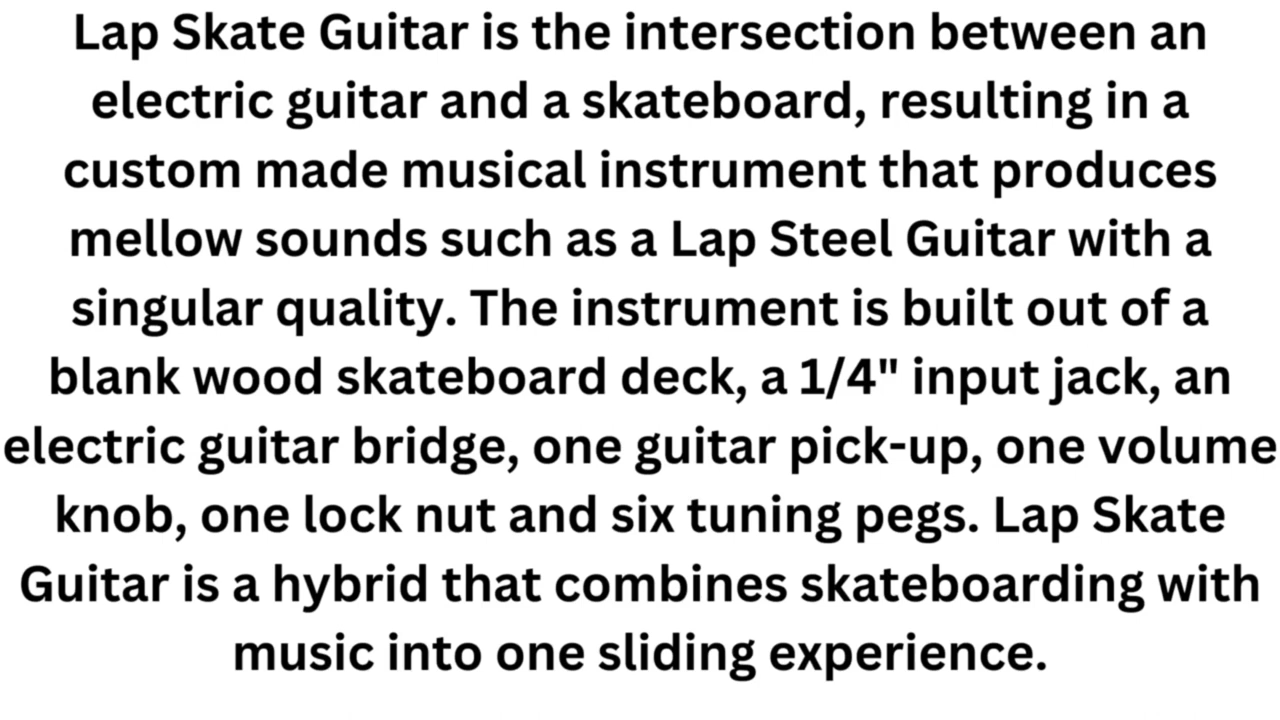 Lap Skate Guitar is the intersection between an
electric guitar and a skateboard, resulting in a
custom made musical instrument that produces
mellow sounds such as a Lap Steel Guitar with a
singular quality. The instrument is built out of a
blank wood skateboard deck, a 1/4" input jack, an
electric guitar bridge, one guitar pick-up, one volume
knob, one lock nut and six tuning pegs. Lap Skate
Guitar is a hybrid that combines skateboarding with
music into one sliding experience.